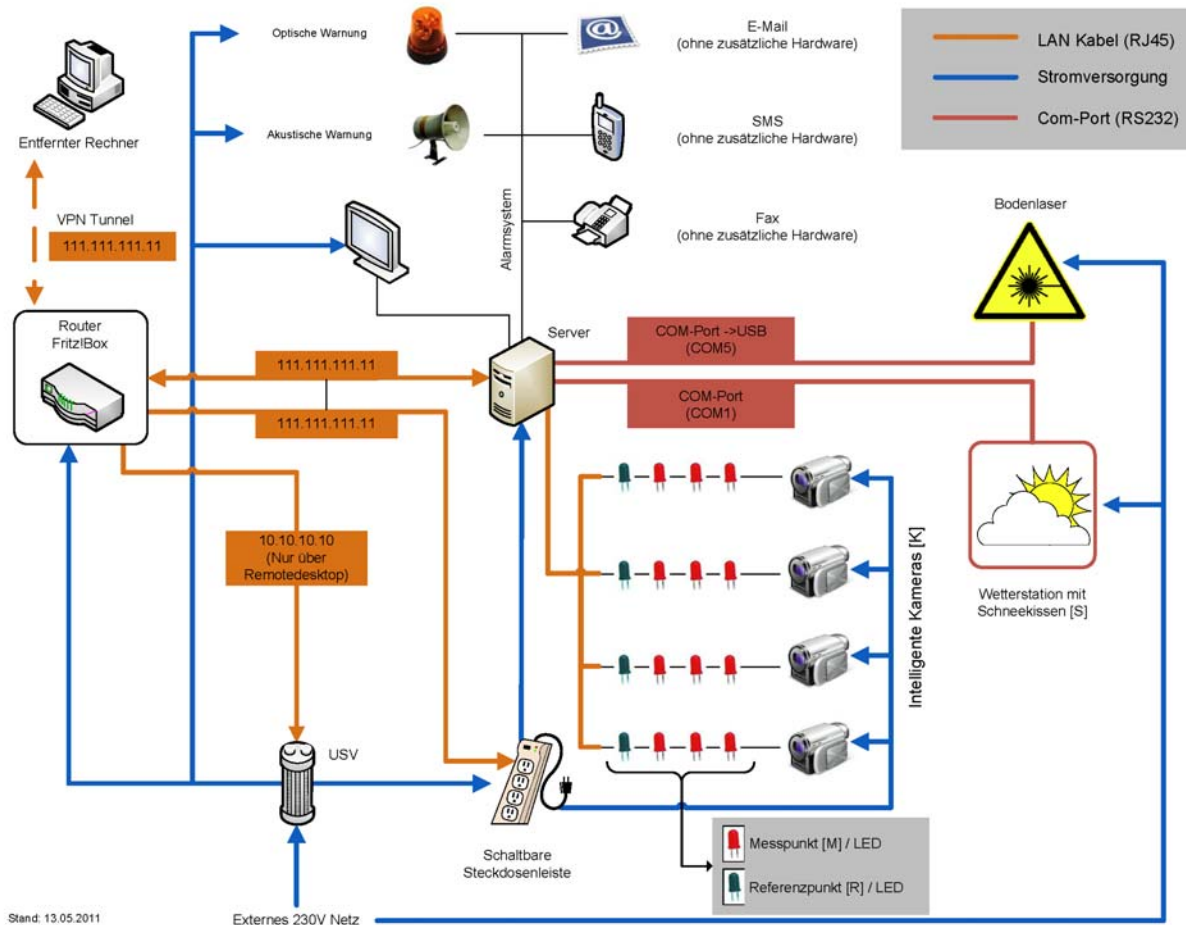 Optische Warnung
E-Mail
(ohne zusätzliche Hardware)
LAN Kabel (RJ45)
Stromversorgung
Com-Port (RS232)
Entfernter Rechner
Akustische Warnung
SMS
(ohne zusätzliche Hardware)
VPN Tunnel
111.111.111.11
Alarmsystem
Fax
(ohne zusätzliche Hardware)
Bodenlaser
Router
Fritz!Box
Server
COM-Port ->USB
(COM5)
111.111.111.11
COM-Port
(COM1)
111.111.111.11
10.10.10.10
(Nur über
Remotedesktop)
Intelligente Kameras [K]
Wetterstation mit
Schneekissen [S]
USV
Schaltbare
Steckdosenleiste
Messpunkt [M] / LED
Referenzpunkt [R] / LED
Stand: 13.05.2011
Externes 230V Netz